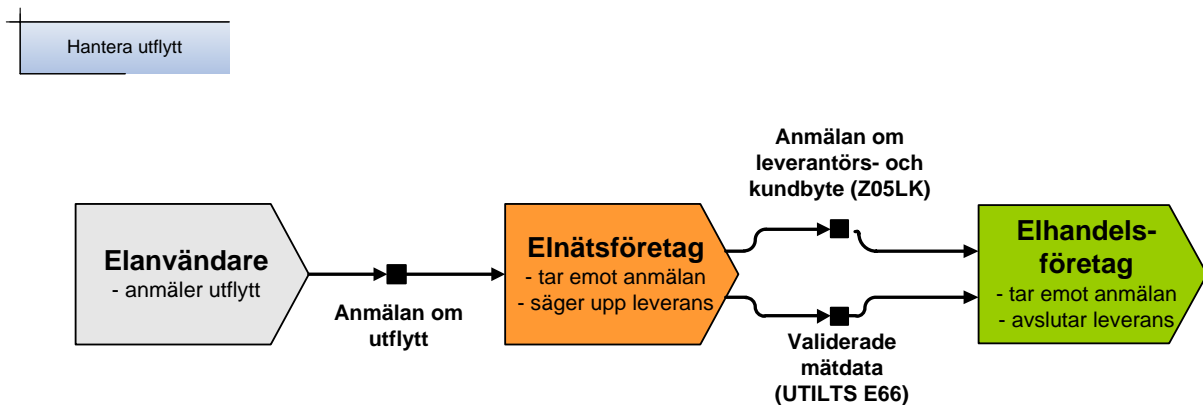 Hantera utflytt
Elanvändare
- anmäler utflytt
Anmälan om
utflytt
Elnätsföretag
- tar emot anmälan
- säger upp leverans
Anmälan om
leverantörs- och
kundbyte (Z05LK)
Validerade
mätdata
(UTILTS E66)
Elhandels-
företag
- tar emot anmälan
- avslutar leverans